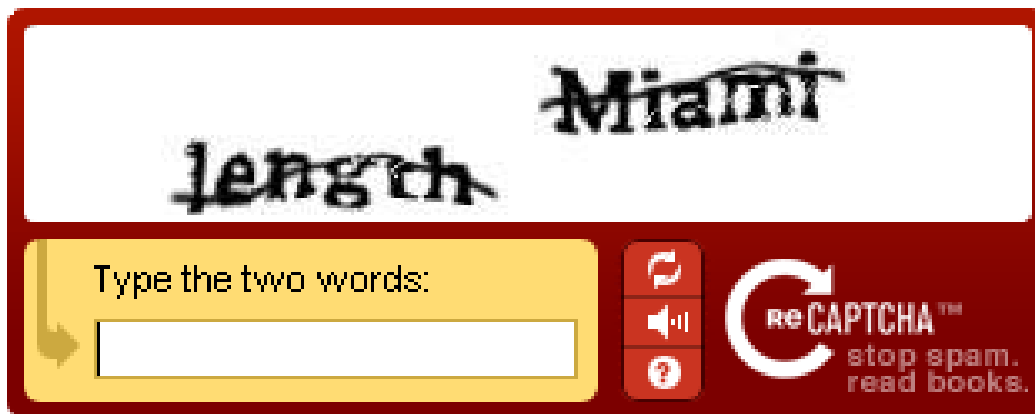 Miami
length
Type the two words:
ReCAPTCHA™
stop spam.
read books.